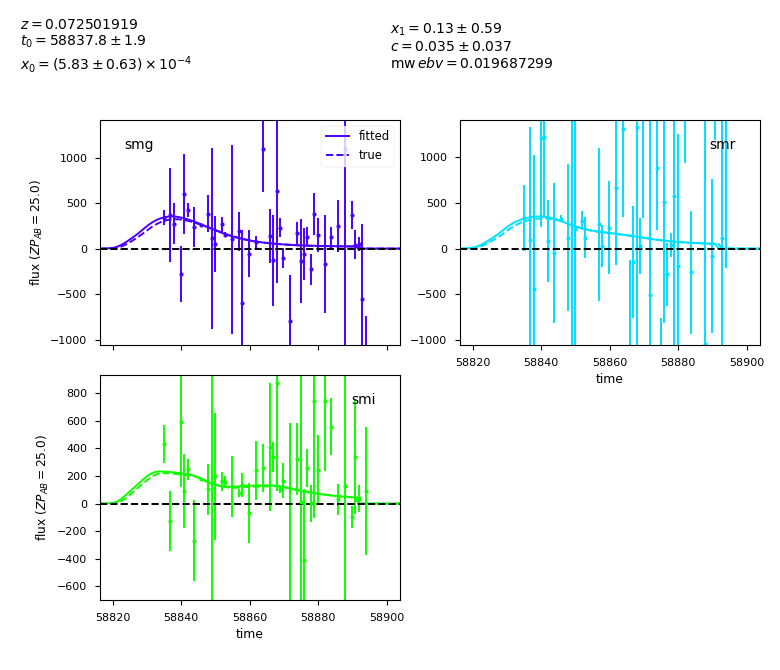 z = 0.072501919
t₀ = 58837.8 ± 1.9
x₀ = (5.83 ± 0.63) × 10⁻⁴
x₁ = 0.13 ± 0.59
c = 0.035 ± 0.037
mw ebv = 0.019687299
smg
fitted
true
1000
500
0
−500
−1000
flux (ZP_AB = 25.0)
smr
1000
500
0
−500
−1000
58820 58840 58860 58880 58900
time
smi
800
600
400
200
0
−200
−400
−600
flux (ZP_AB = 25.0)
58820 58840 58860 58880 58900
time